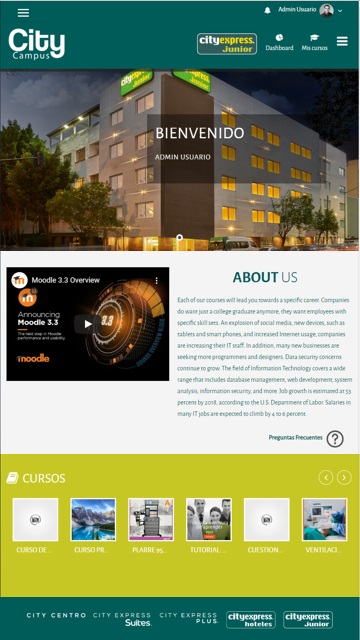 Admin Usuario
City
Campus
cityexpress
Junior
Dashboard
Mis cursos
BIENVENIDO
ADMIN USUARIO
Moodle 3.3 Overview
Announcing
Moodle 3.3
The next step in Moodle
performance and usability
moodle
ABOUT US
Each of our courses will lead you towards a specific career. Companies
do want just a college graduate anymore, they want employees with
specific skill sets. An explosion of social media, new devices, such as
tablets and smart phones, and increased Internet usage, companies
are increasing their IT staff. In addition, many new businesses are
seeking more programmers and designers. Data security concerns
continue to grow. The field of Information Technology covers a wide
range that includes database management, web development, system
analysis, information security, and more. Job growth is estimated at 53
percent by 2018, according to the U.S. Department of Labor. Salaries in
many IT jobs are expected to climb by 4 to 6 percent.
Preguntas Frecuentes
CURSOS
CURSO DE ...
CURSO PR...
PLARRE 95...
TUTORIAL ...
CUESTION...
VENTILACI...
CITY CENTRO
CITY EXPRESS
Suites.
CITY EXPRESS
PLUS.
cityexpress
hoteles
cityexpress
Junior